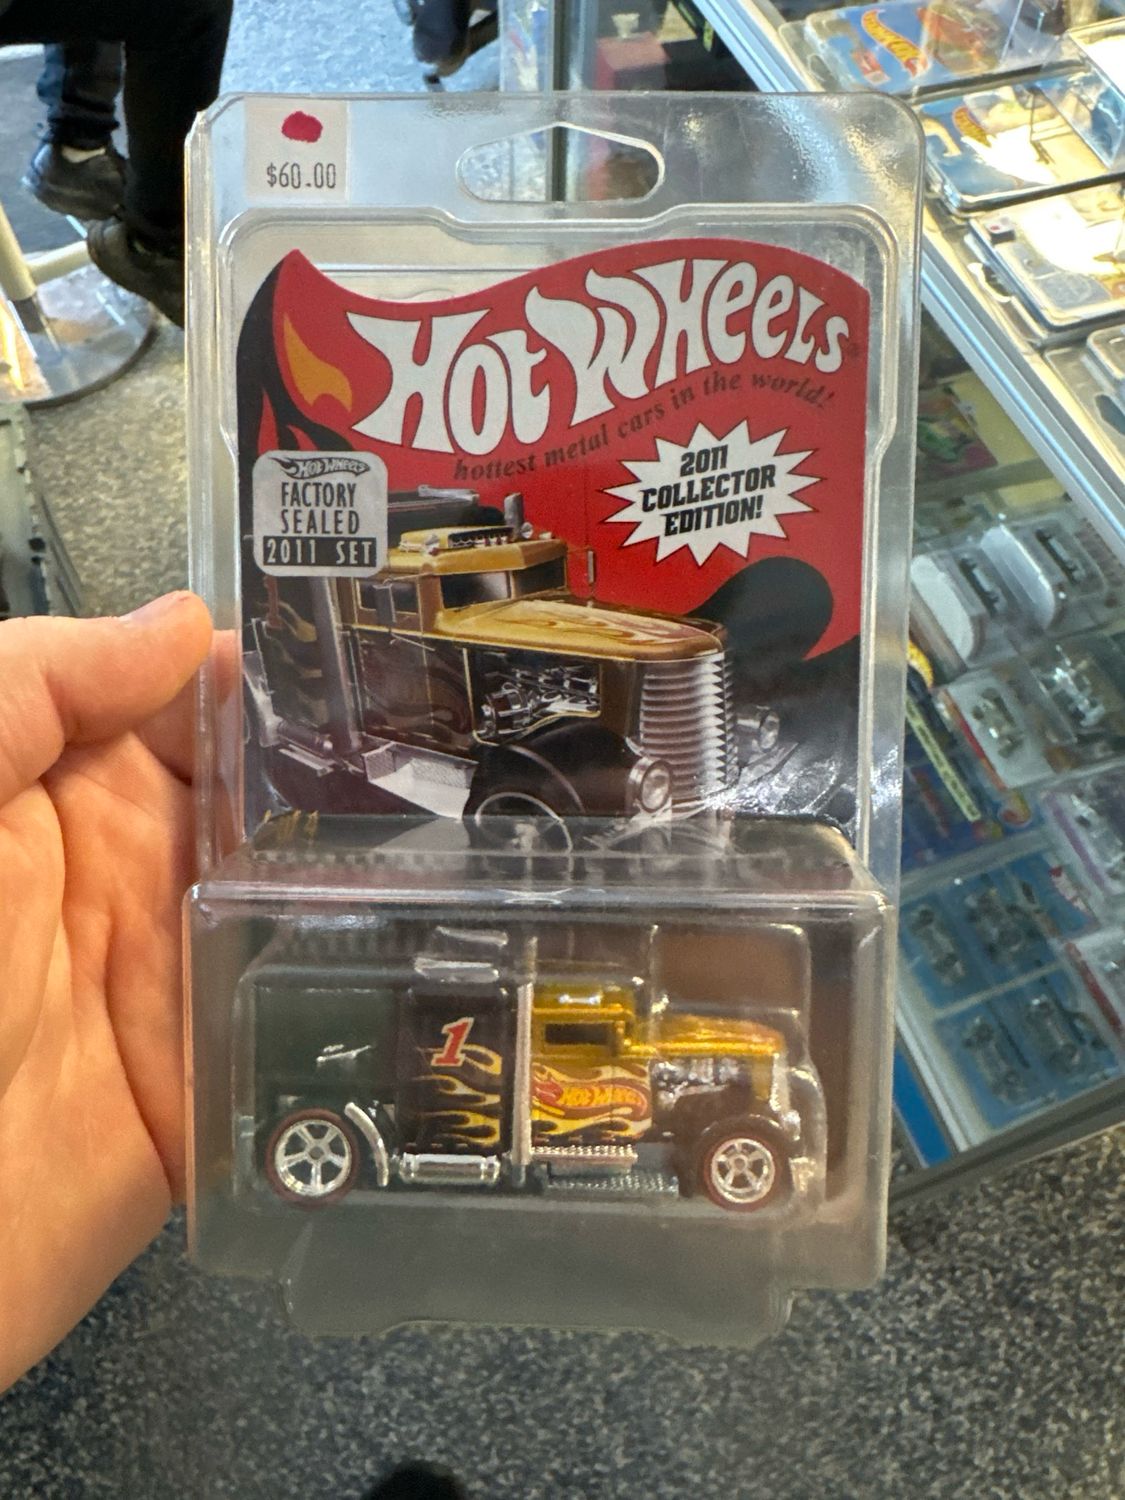 $60.00
HOT WHEELS
hottest metal cars in the world!
2011
COLLECTOR
EDITION!
HOT WHEELS
FACTORY
SEALED
2011 SET
1
HOT WHEELS